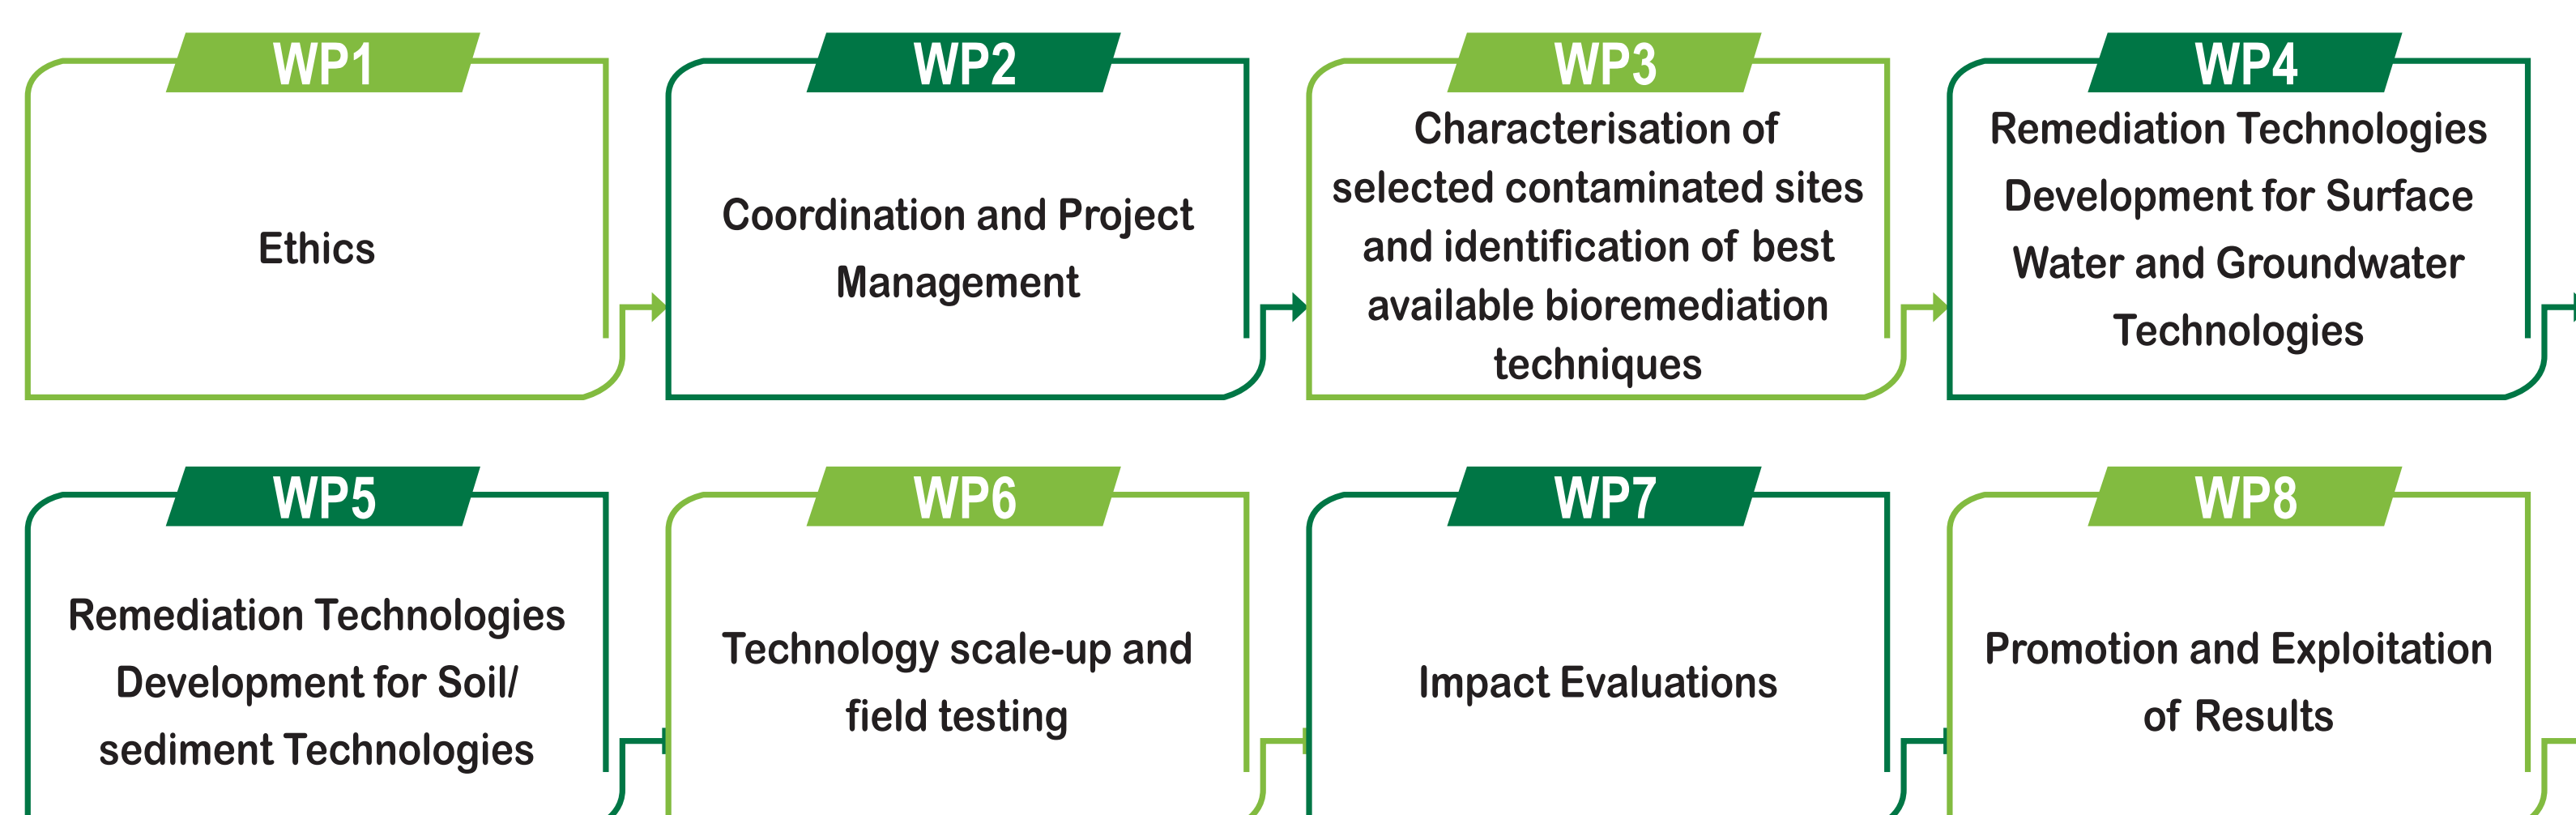 WP1
Ethics
WP2
Coordination and Project
Management
WP3
Characterisation of
selected contaminated sites
and identification of best
available bioremediation
techniques
WP4
Remediation Technologies
Development for Surface
Water and Groundwater
Technologies
WP5
Remediation Technologies
Development for Soil/
sediment Technologies
WP6
Technology scale-up and
field testing
WP7
Impact Evaluations
WP8
Promotion and Exploitation
of Results